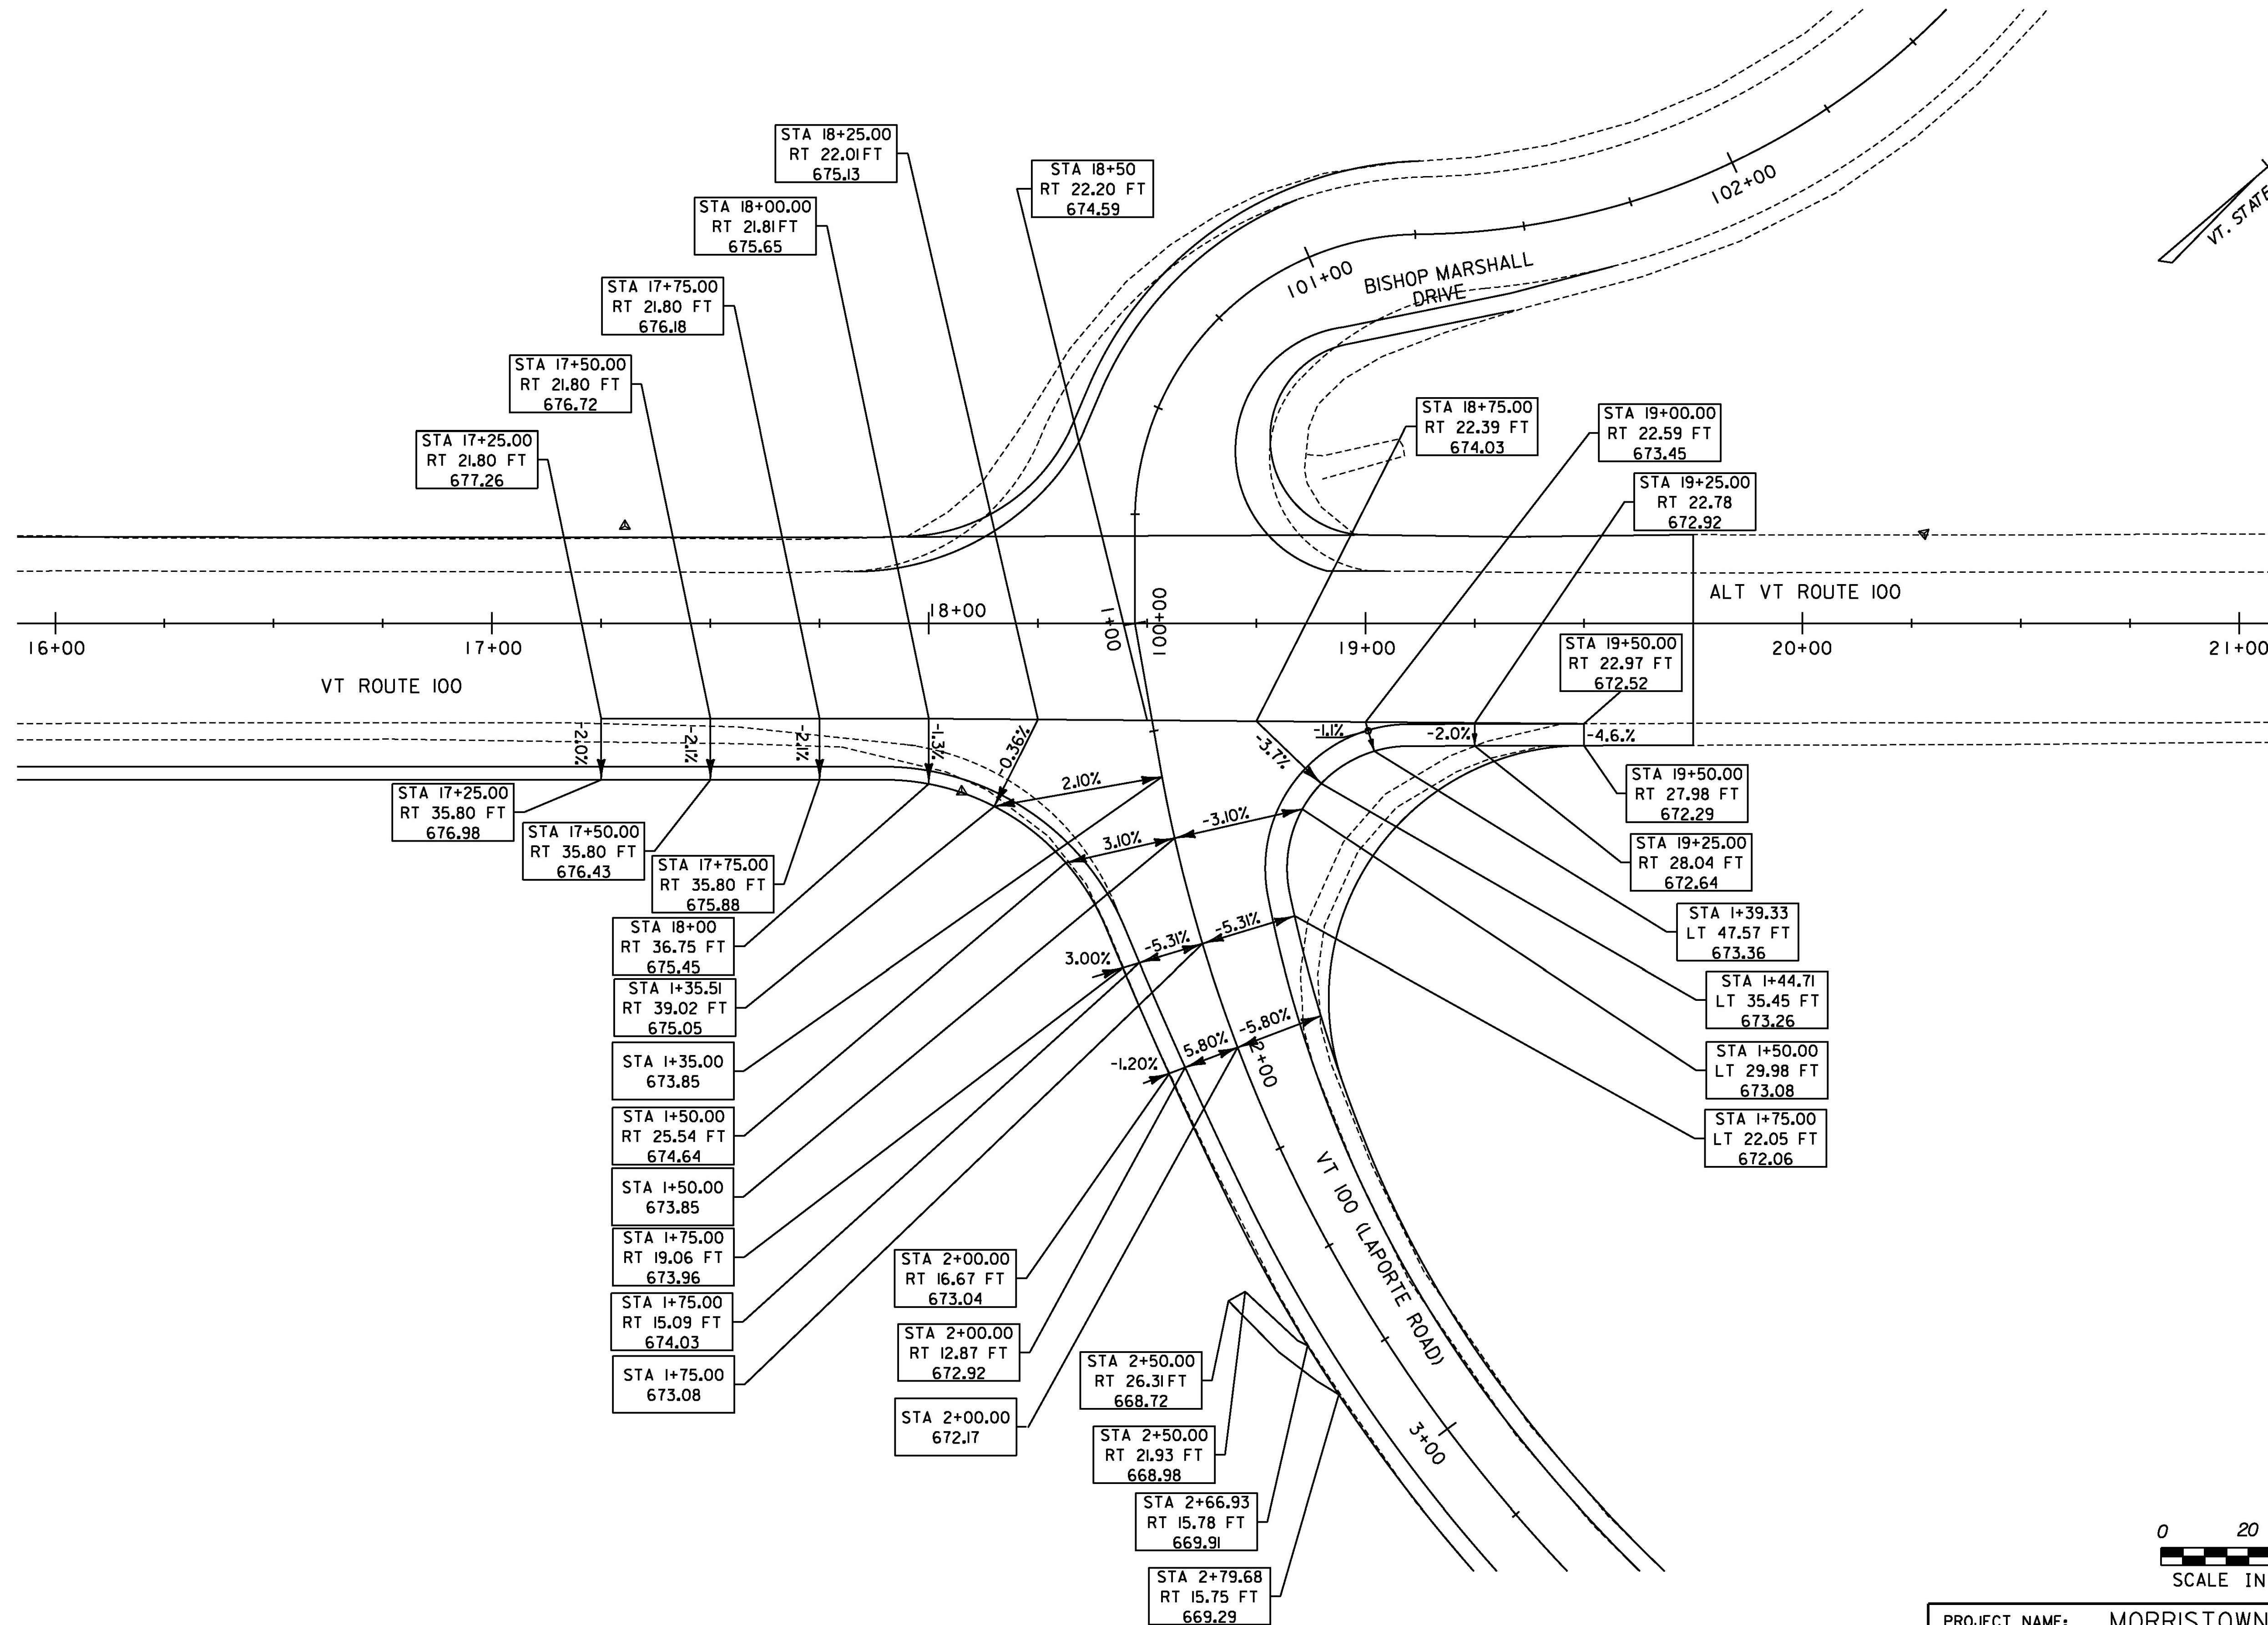 STA 18+25.00
RT 22.01 FT
675.13
STA 18+50
RT 22.20 FT
674.59
STA 18+00.00
RT 21.81 FT
675.65
STA 17+75.00
RT 21.80 FT
676.18
STA 17+50.00
RT 21.80 FT
676.72
STA 17+25.00
RT 21.80 FT
677.26
102+00
101+00
BISHOP MARSHALL
DRIVE
VT. STATE
STA 18+75.00
RT 22.39 FT
674.03
STA 19+00.00
RT 22.59 FT
673.45
STA 19+25.00
RT 22.78
672.92
ALT VT ROUTE 100
18+00
1+00
100+00
16+00
17+00
19+00
20+00
21+00
STA 19+50.00
RT 22.97 FT
672.52
VT ROUTE 100
-2.0%
-2.1%
-2.1%
-1.3%
-0.36%
-3.7%
-1.1%
-2.0%
-4.6.%
2.10%
3.10%
-3.10%
3.00%
-5.31%
-5.31%
-1.20%
5.80%
-5.80%
2+00
STA 17+25.00
RT 35.80 FT
676.98
STA 17+50.00
RT 35.80 FT
676.43
STA 17+75.00
RT 35.80 FT
675.88
STA 18+00
RT 36.75 FT
675.45
STA 1+35.51
RT 39.02 FT
675.05
STA 1+35.00
673.85
STA 1+50.00
RT 25.54 FT
674.64
STA 1+50.00
673.85
STA 1+75.00
RT 19.06 FT
673.96
STA 1+75.00
RT 15.09 FT
674.03
STA 1+75.00
673.08
STA 19+50.00
RT 27.98 FT
672.29
STA 19+25.00
RT 28.04 FT
672.64
STA 1+39.33
LT 47.57 FT
673.36
STA 1+44.71
LT 35.45 FT
673.26
STA 1+50.00
LT 29.98 FT
673.08
STA 1+75.00
LT 22.05 FT
672.06
STA 2+00.00
RT 16.67 FT
673.04
STA 2+00.00
RT 12.87 FT
672.92
STA 2+00.00
672.17
STA 2+50.00
RT 26.31 FT
668.72
STA 2+50.00
RT 21.93 FT
668.98
STA 2+66.93
RT 15.78 FT
669.91
STA 2+79.68
RT 15.75 FT
669.29
VT 100 (LAPORTE ROAD)
3+00
0 20
SCALE IN
PROJECT NAME: MORRISTOWN